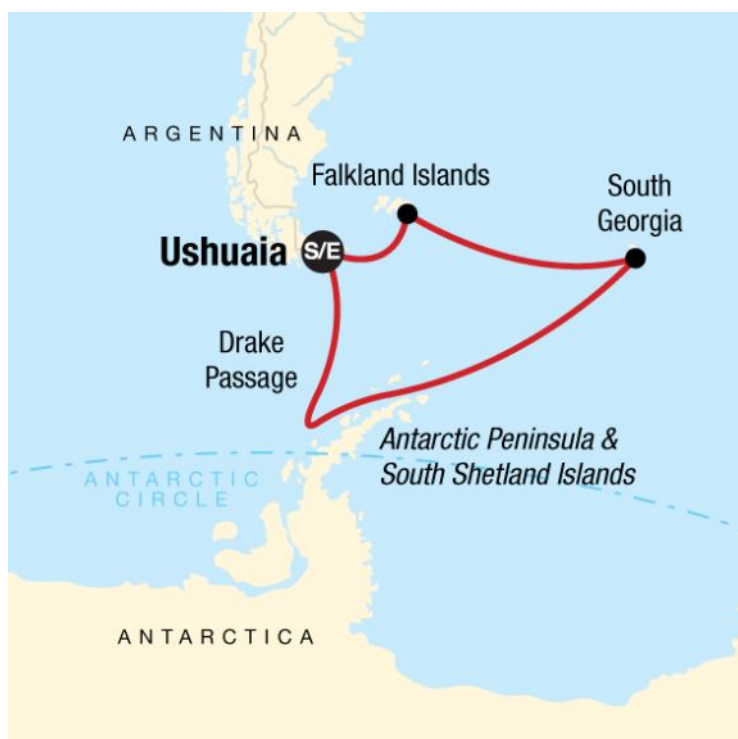 ARGENTINA
Falkland Islands
South
Georgia
Ushuaia S/E
Drake
Passage
Antarctic Peninsula &
South Shetland Islands
ANTARCTIC
CIRCLE
ANTARCTICA